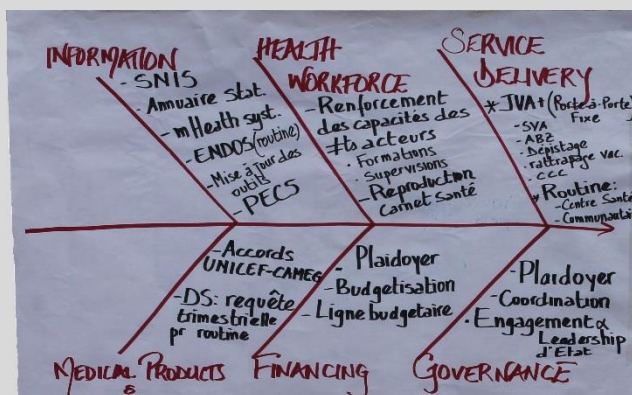 INFORMATION
- SNIS
- Annuaire Stat.
- mHeath syst.
- ENDOS (routine)
- Mise à jour des
outils
- PECS
HEALTH
WORKFORCE
- Renforcement
des capacités des
#ts acteurs
. Formations
. Supervisions
- Reproduction
Carnet Santé
SERVICE
DELIVERY
* JVA+ (Porte-à-Porte)
Fixe
- SVA
- ABZ
- Dépistage
- rattrapage vac.
- CCC
* Routine:
- Centre Santé
- Communautai
- Accords
UNICEF-CAMEG
- DS: requête
trimestrielle
pr routine
MEDICAL PRODUCTS
&
- Plaidoyer
- Budgetisation
- Ligne budgetaire
FINANCING
- Plaidoyer
- Coordination
. Engagement &
Leadership
d'Etat
GOVERNANCE